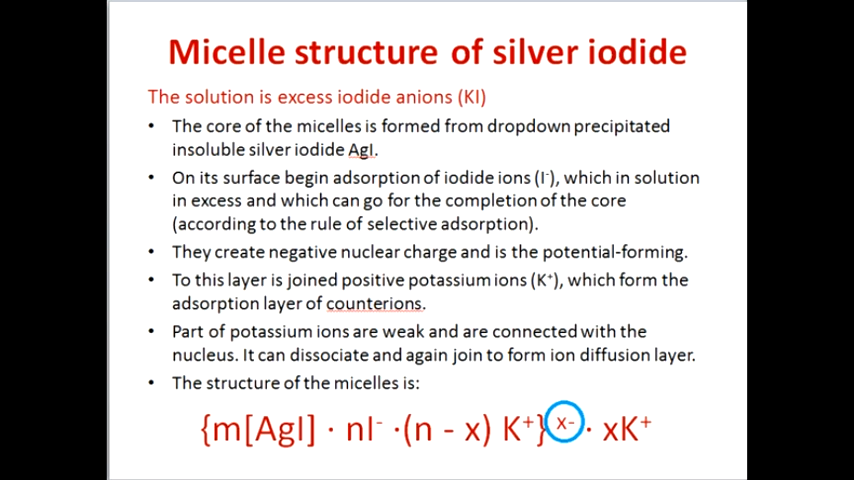 Micelle structure of silver iodide
The solution is excess iodide anions (KI)
• The core of the micelles is formed from dropdown precipitated
insoluble silver iodide AgI.
• On its surface begin adsorption of iodide ions (I⁻), which in solution
in excess and which can go for the completion of the core
(according to the rule of selective adsorption).
• They create negative nuclear charge and is the potential-forming.
• To this layer is joined positive potassium ions (K⁺), which form the
adsorption layer of counterions.
• Part of potassium ions are weak and are connected with the
nucleus. It can dissociate and again join to form ion diffusion layer.
• The structure of the micelles is:
{m[AgI] · nI⁻ ·(n - x) K⁺}ˣ⁻ · xK⁺